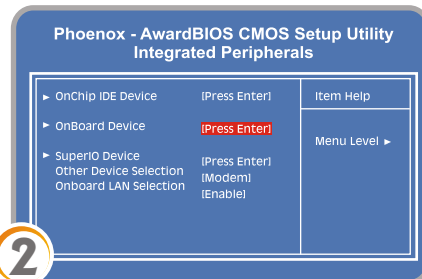 Phoenox - AwardBIOS CMOS Setup Utility
Integrated Peripherals
► OnChip IDE Device [Press Enter] Item Help
► OnBoard Device [Press Enter]
Menu Level ►
► SuperIO Device [Press Enter]
Other Device Selection [Modem]
Onboard LAN Selection [Enable]
2